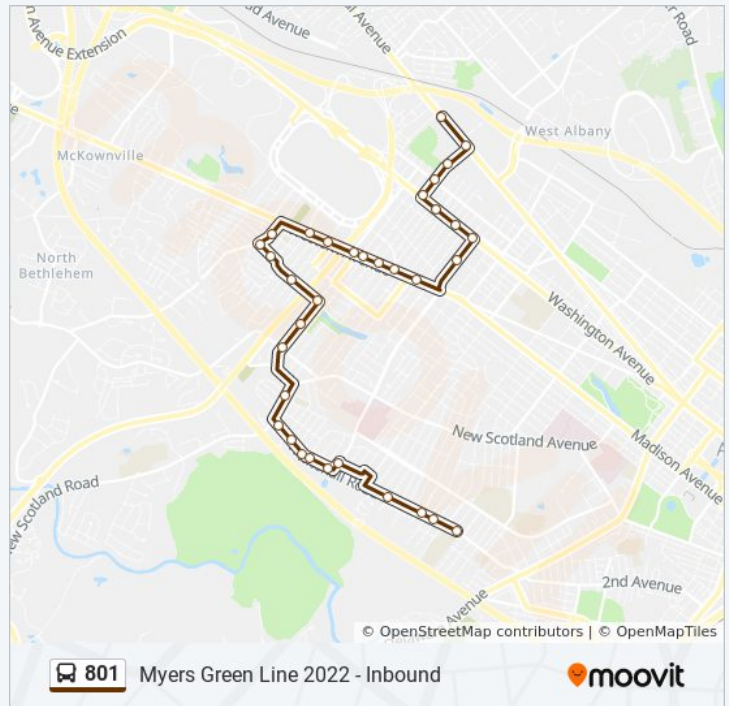 Avenue Extension
Avenue
Avenue
Road
West Albany
McKownville
North
Bethlehem
Washington Avenue
New Scotland Avenue
Madison Avenue
New Scotland Road
2nd Avenue
Avenue
© OpenStreetMap contributors | © OpenMapTiles
801 Myers Green Line 2022 - Inbound
moovit